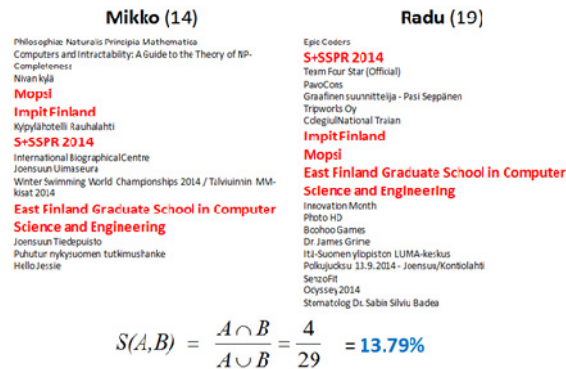 Mikko (14)
Philosophiæ Naturalis Principia Mathematica
Computers and Intractability: A Guide to the Theory of NP-
Completeness
Nivan kylä
Mopsi
Impit Finland
Kypylähotelli Rauhalahti
S+SSPR 2014
International Biographical Centre
Joensuun Uimaseura
Winter Swimming World Championships 2014 / Talviuinnin MM-
kisat 2014
East Finland Graduate School in Computer
Science and Engineering
Joensuun Tiedepuisto
Puhutur nykysuomen tutkimushanke
Hello Jessie
Radu (19)
Epic Coders
S+SSPR 2014
Team Four Star (Official)
PavoCons
Graafinen suunnittelija - Pasi Seppänen
Tripworks Oy
Colegiul National Traian
Impit Finland
Mopsi
East Finland Graduate School in Computer
Science and Engineering
Innovation Month
Photo HD
Boohoo Games
Dr. James Grime
Itä-Suomen yliopiston LUMA-keskus
Polkujuoksu 13.9.2014 - Joensuu/Kontiolahti
SenzoFit
Odyssey 2014
Stomatolog Dr. Sabin Silviu Badea
S(A,B) = A ∩ B / A ∪ B = 4 / 29 = 13.79%